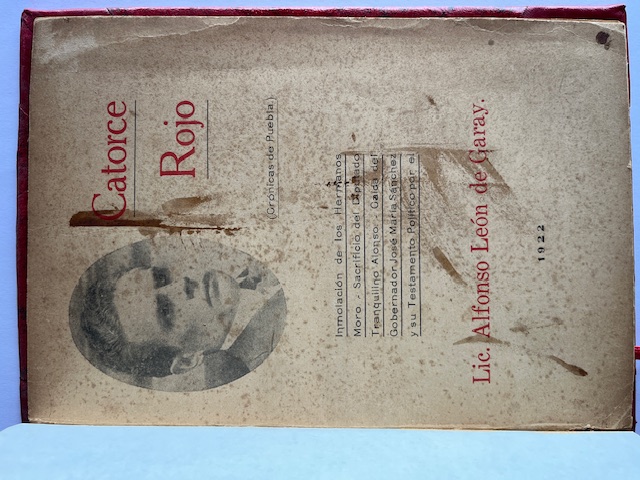 Catorce
Rojo
(Crónicas de Puebla.)
Inmolación de los Hermanos
Moro - Sacrificio del Diputado
Tranquilino Alonso - Caída del
Gobernador José María Sánchez
y su Testamento Político por el
Lic. Alfonso León de Garay.
1922